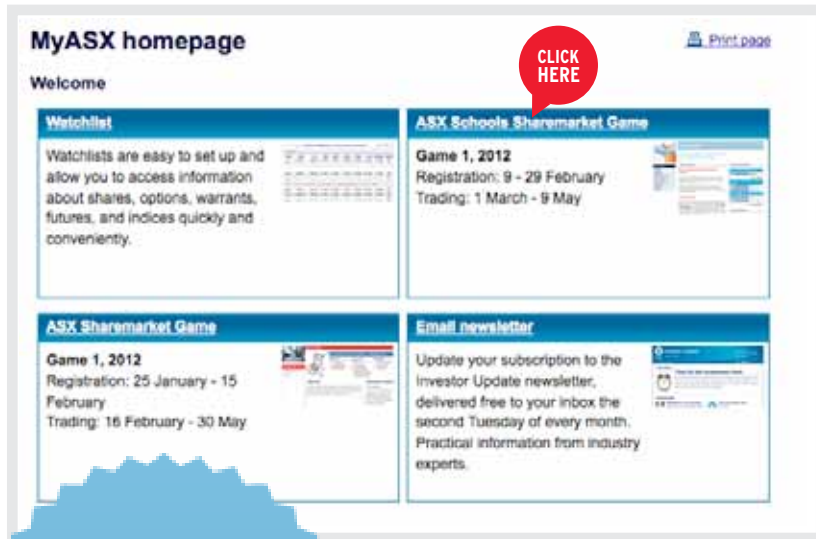 MyASX homepage
Print page
CLICK
HERE
Welcome
Watchlist
Watchlists are easy to set up and
allow you to access information
about shares, options, warrants,
futures, and indices quickly and
conveniently.
ASX Schools Sharemarket Game
Game 1, 2012
Registration: 9 - 29 February
Trading: 1 March - 9 May
ASX Sharemarket Game
Game 1, 2012
Registration: 25 January - 15
February
Trading: 16 February - 30 May
Email newsletter
Update your subscription to the
Investor Update newsletter,
delivered free to your inbox the
second Tuesday of every month.
Practical information from industry
experts.